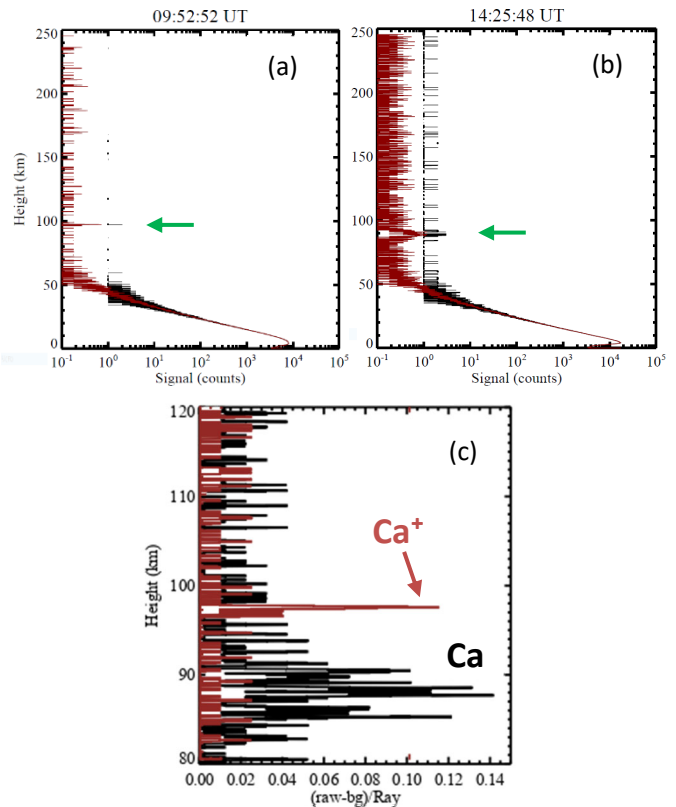 09:52:52 UT
14:25:48 UT
(a)
(b)
Height (km)
250
200
150
100
50
0
250
200
150
100
50
0
10⁻¹ 10⁰ 10¹ 10² 10³ 10⁴ 10⁵
10⁻¹ 10⁰ 10¹ 10² 10³ 10⁴ 10⁵
Signal (counts)
Signal (counts)
(c)
Ca⁺
Ca
Height (km)
120
110
100
90
80
0.00 0.02 0.04 0.06 0.08 0.10 0.12 0.14
(raw-bg)/Ray